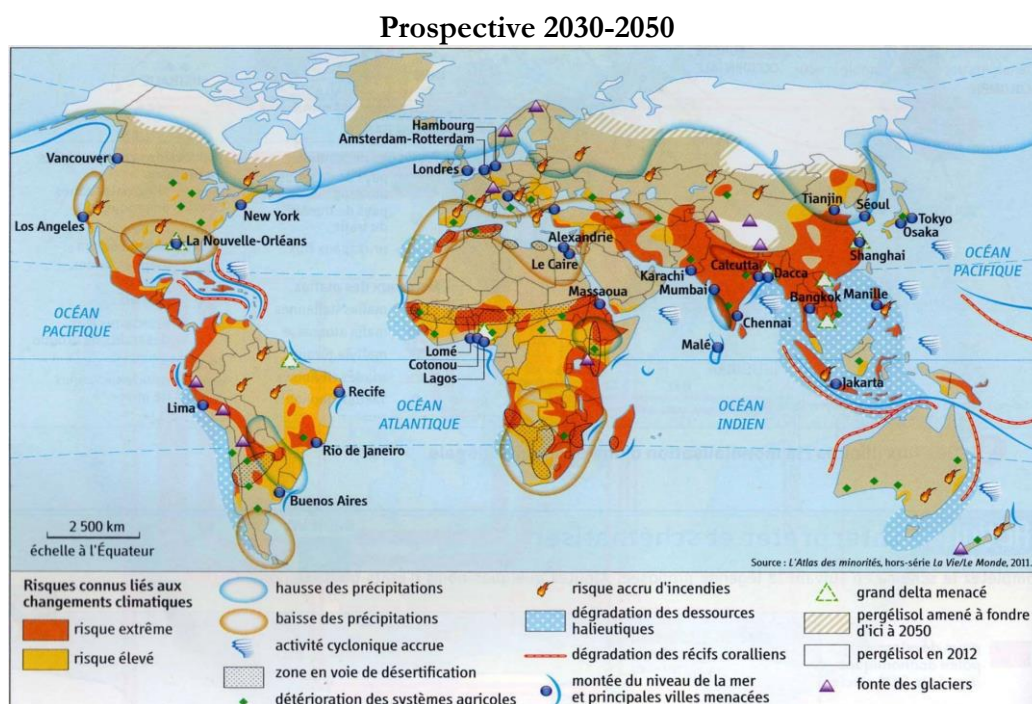 Prospective 2030-2050
Hambourg
Amsterdam-Rotterdam
Vancouver
Londres
New York
Los Angeles
La Nouvelle-Orléans
Tianjin
Séoul
Tokyo
Osaka
Shanghai
Alexandrie
Le Caire
Calcutta
Dacca
Karachi
Mumbai
Massaoua
Bangkok
Manille
Chennai
OCÉAN
PACIFIQUE
OCÉAN
PACIFIQUE
Lomé
Cotonou
Lagos
Malé
Jakarta
Recife
Lima
OCÉAN
ATLANTIQUE
OCÉAN
INDIEN
Rio de Janeiro
Buenos Aires
2 500 km
échelle à l'Équateur
Source : L'Atlas des minorités, hors-série La Vie/Le Monde, 2011.
Risques connus liés aux
changements climatiques
risque extrême
risque élevé
hausse des précipitations
baisse des précipitations
activité cyclonique accrue
zone en voie de désertification
détérioration des systèmes agricoles
risque accru d'incendies
dégradation des dessources
halieutiques
dégradation des récifs coralliens
montée du niveau de la mer
et principales villes menacées
grand delta menacé
pergélisol amené à fondre
d'ici à 2050
pergélisol en 2012
fonte des glaciers